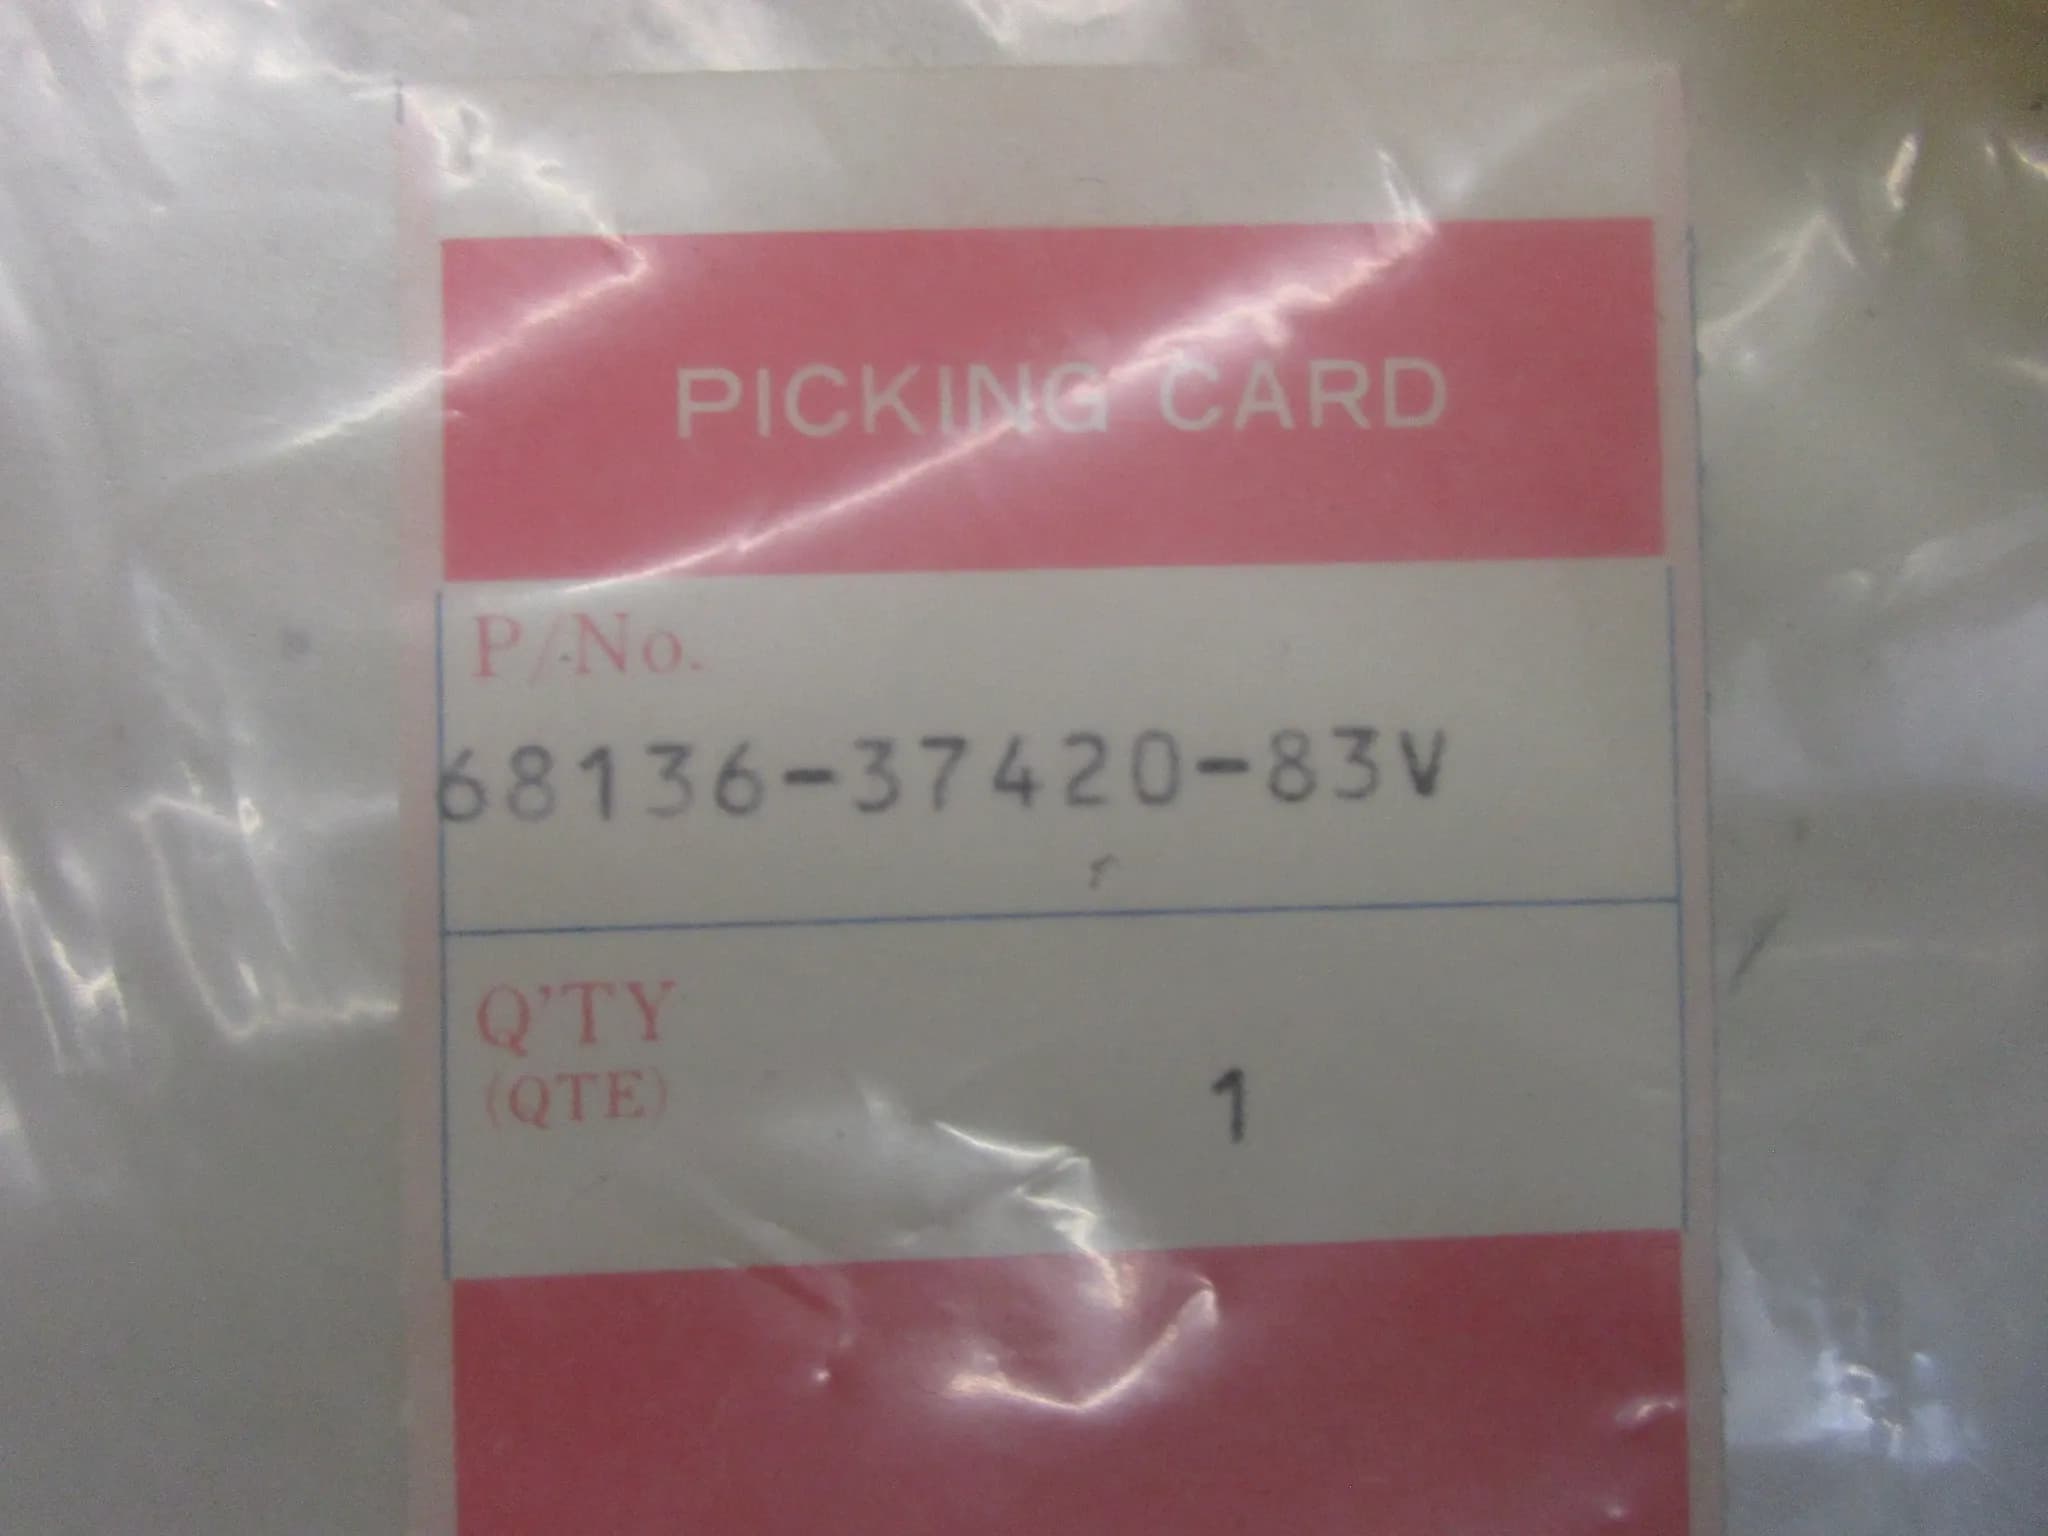 PICKING CARD
P/No.
68136-37420-83V
Q'TY
(QTE)
1